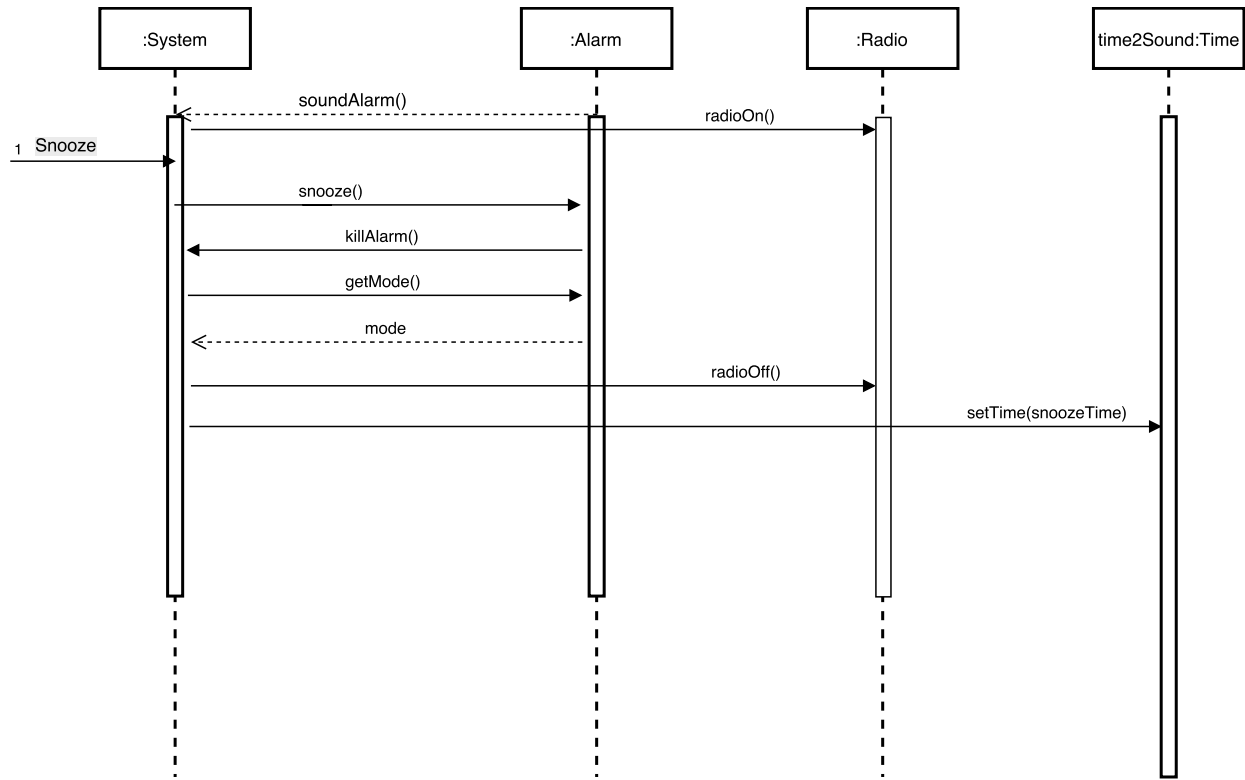 :System
:Alarm
:Radio
time2Sound:Time
soundAlarm()
radioOn()
1 Snooze
snooze()
killAlarm()
getMode()
mode
radioOff()
setTime(snoozeTime)